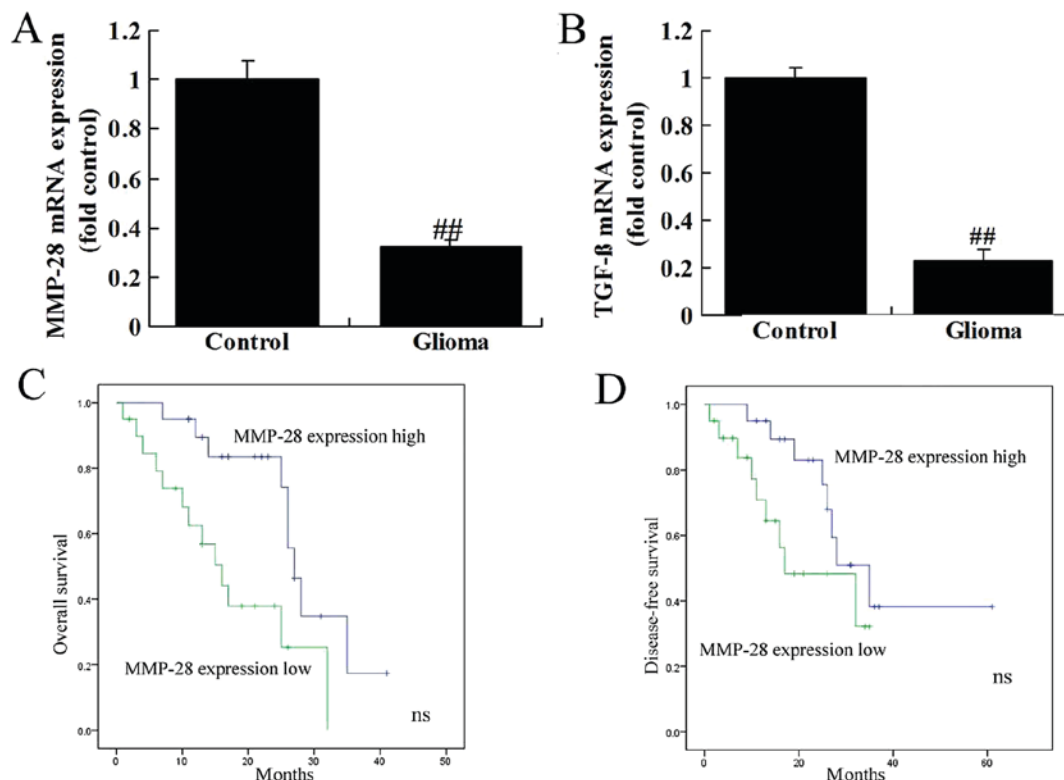 A
MMP-28 mRNA expression
(fold control)
1.2
1
0.8
0.6
0.4
0.2
0
##
Control
Glioma
B
TGF-ß mRNA expression
(fold control)
1.2
1
0.8
0.6
0.4
0.2
0
##
Control
Glioma
C
Overall survival
1.0
0.8
0.6
0.4
0.2
0.0
MMP-28 expression high
MMP-28 expression low
ns
0 10 20 30 40 50
Months
D
Disease-free survival
1.0
0.8
0.6
0.4
0.2
0.0
MMP-28 expression high
MMP-28 expression low
ns
0 20 40 60
Months